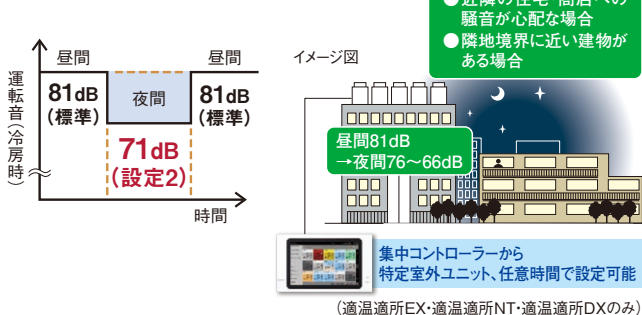 ●近隣の住宅・商店への
騒音が心配な場合
●隣地境界に近い建物が
ある場合
イメージ図
昼間
昼間
運転音(冷房時)
81dB
(標準)
夜間
81dB
(標準)
71dB
(設定2)
時間
昼間81dB
→夜間76〜66dB
集中コントローラーから
特定室外ユニット、任意時間で設定可能
(適温適所EX・適温適所NT・適温適所DXのみ)